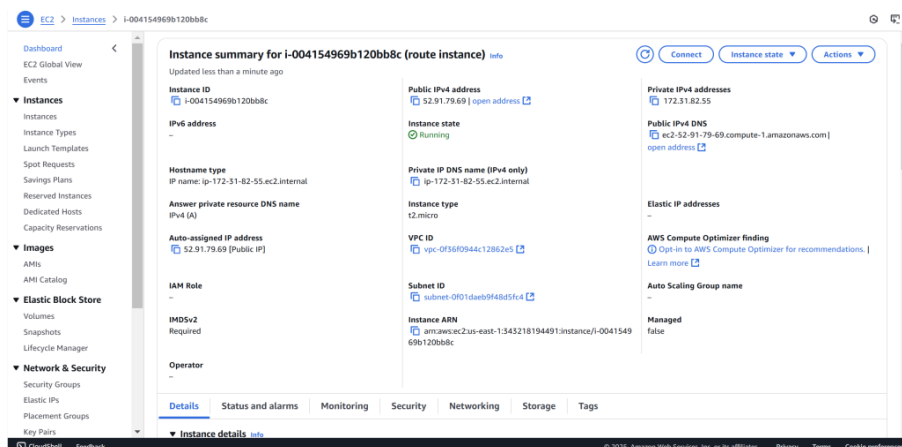 EC2 > Instances > i-004154969b120bb8c
Dashboard
EC2 Global View
Events
Instances
Instances
Instance Types
Launch Templates
Spot Requests
Savings Plans
Reserved Instances
Dedicated Hosts
Capacity Reservations
Images
AMIs
AMI Catalog
Elastic Block Store
Volumes
Snapshots
Lifecycle Manager
Network & Security
Security Groups
Elastic IPs
Placement Groups
Key Pairs
Instance summary for i-004154969b120bb8c (route instance) Info
Connect
Instance state
Actions
Updated less than a minute ago
Instance ID
i-004154969b120bb8c
Public IPv4 address
52.91.79.69 | open address
Private IPv4 addresses
172.31.82.55
IPv6 address
–
Instance state
Running
Public IPv4 DNS
ec2-52-91-79-69.compute-1.amazonaws.com |
open address
Hostname type
IP name: ip-172-31-82-55.ec2.internal
Private IP DNS name (IPv4 only)
ip-172-31-82-55.ec2.internal
Answer private resource DNS name
IPv4 (A)
Instance type
t2.micro
Elastic IP addresses
–
Auto-assigned IP address
52.91.79.69 [Public IP]
VPC ID
vpc-0f36f0944c12862e5
AWS Compute Optimizer finding
Opt-in to AWS Compute Optimizer for recommendations. |
Learn more
IAM Role
–
Subnet ID
subnet-0f01daeb9f48d5fc4
Auto Scaling Group name
–
IMDSv2
Required
Instance ARN
arn:aws:ec2:us-east-1:343218194491:instance/i-0041549
69b120bb8c
Managed
false
Operator
–
Details
Status and alarms
Monitoring
Security
Networking
Storage
Tags
Instance details Info
CloudShell Feedback
© 2025, Amazon Web Services, Inc. or its affiliates. Privacy Terms Cookie preferences